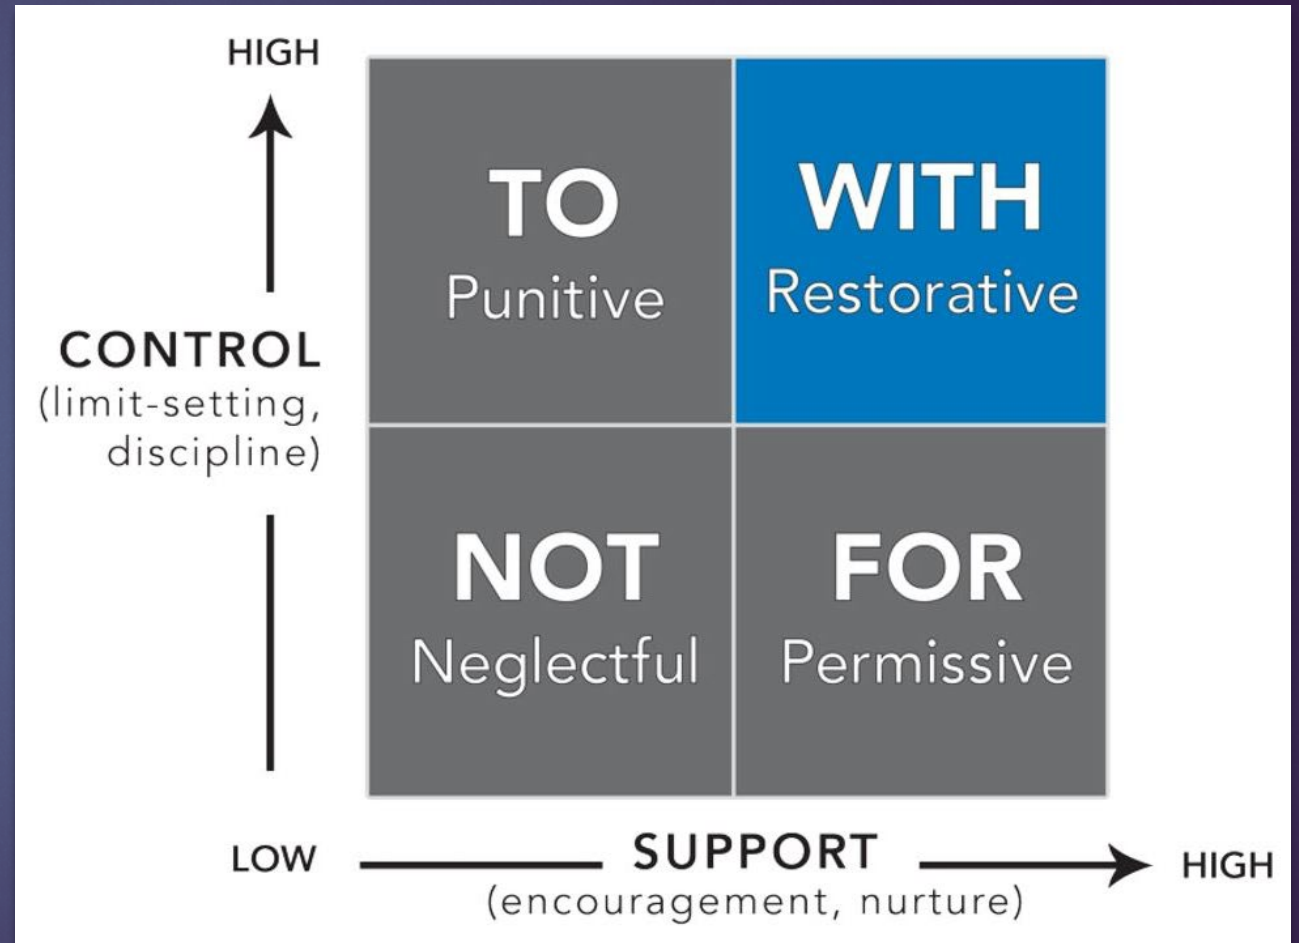 HIGH
TO
Punitive
WITH
Restorative
CONTROL
(limit-setting,
discipline)
NOT
Neglectful
FOR
Permissive
LOW
SUPPORT
(encouragement, nurture)
HIGH